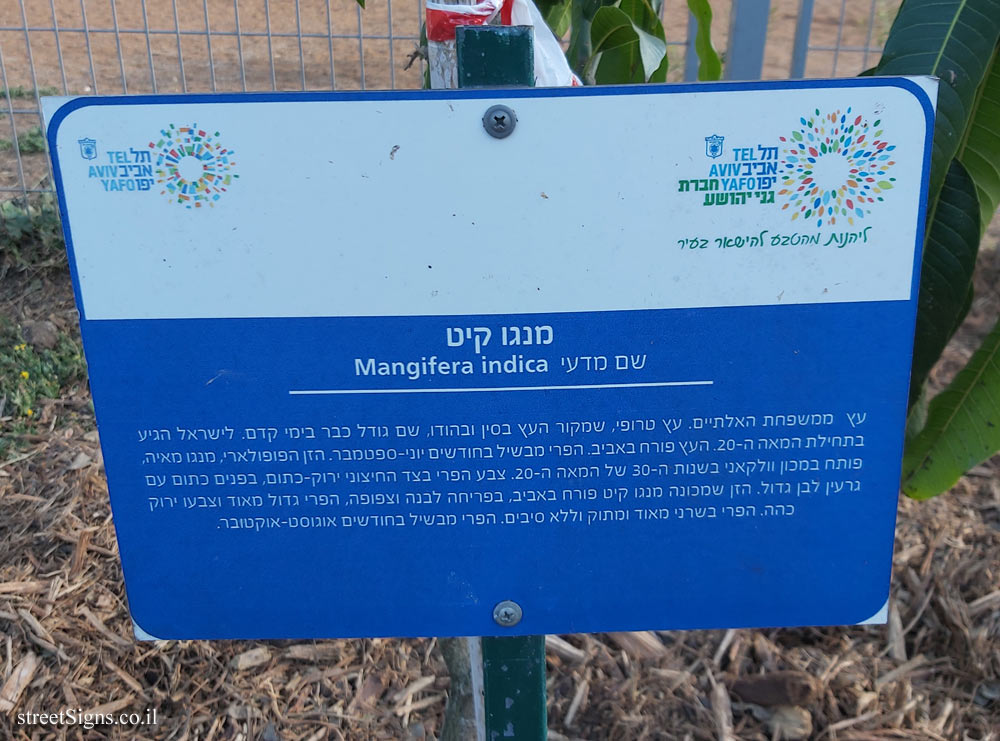 תל TEL
אביב AVIV
יפו YAFO
תל TEL
אביב AVIV
יפו YAFO חברת
גני יהושע
ליהנות מהטבע להישאר בעיר
מנגו קיט
שם מדעי Mangifera indica
עץ ממשפחת האלתיים. עץ טרופי, שמקור העץ בסין ובהודו, שם גודל כבר בימי קדם. לישראל הגיע
בתחילת המאה ה-20. העץ פורח באביב. הפרי מבשיל בחודשים יוני-ספטמבר. הזן הפופולארי, מנגו מאיה,
פותח במכון וולקאני בשנות ה-30 של המאה ה-20. צבע הפרי בצד החיצוני ירוק-כתום, בפנים כתום עם
גרעין לבן גדול. הזן שמכונה מנגו קיט פורח באביב, בפריחה לבנה וצפופה, הפרי גדול מאוד וצבעו ירוק
כהה. הפרי בשרני מאוד ומתוק וללא סיבים. הפרי מבשיל בחודשים אוגוסט-אוקטובר.
streetSigns.co.il